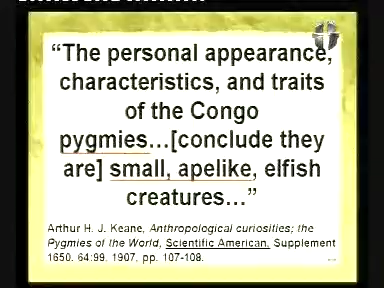 “The personal appearance,
characteristics, and traits
of the Congo
pygmies...[conclude they
are] small, apelike, elfish
creatures...”
Arthur H. J. Keane, Anthropological curiosities; the
Pygmies of the World, Scientific American, Supplement
1650, 64:99, 1907, pp. 107-108.